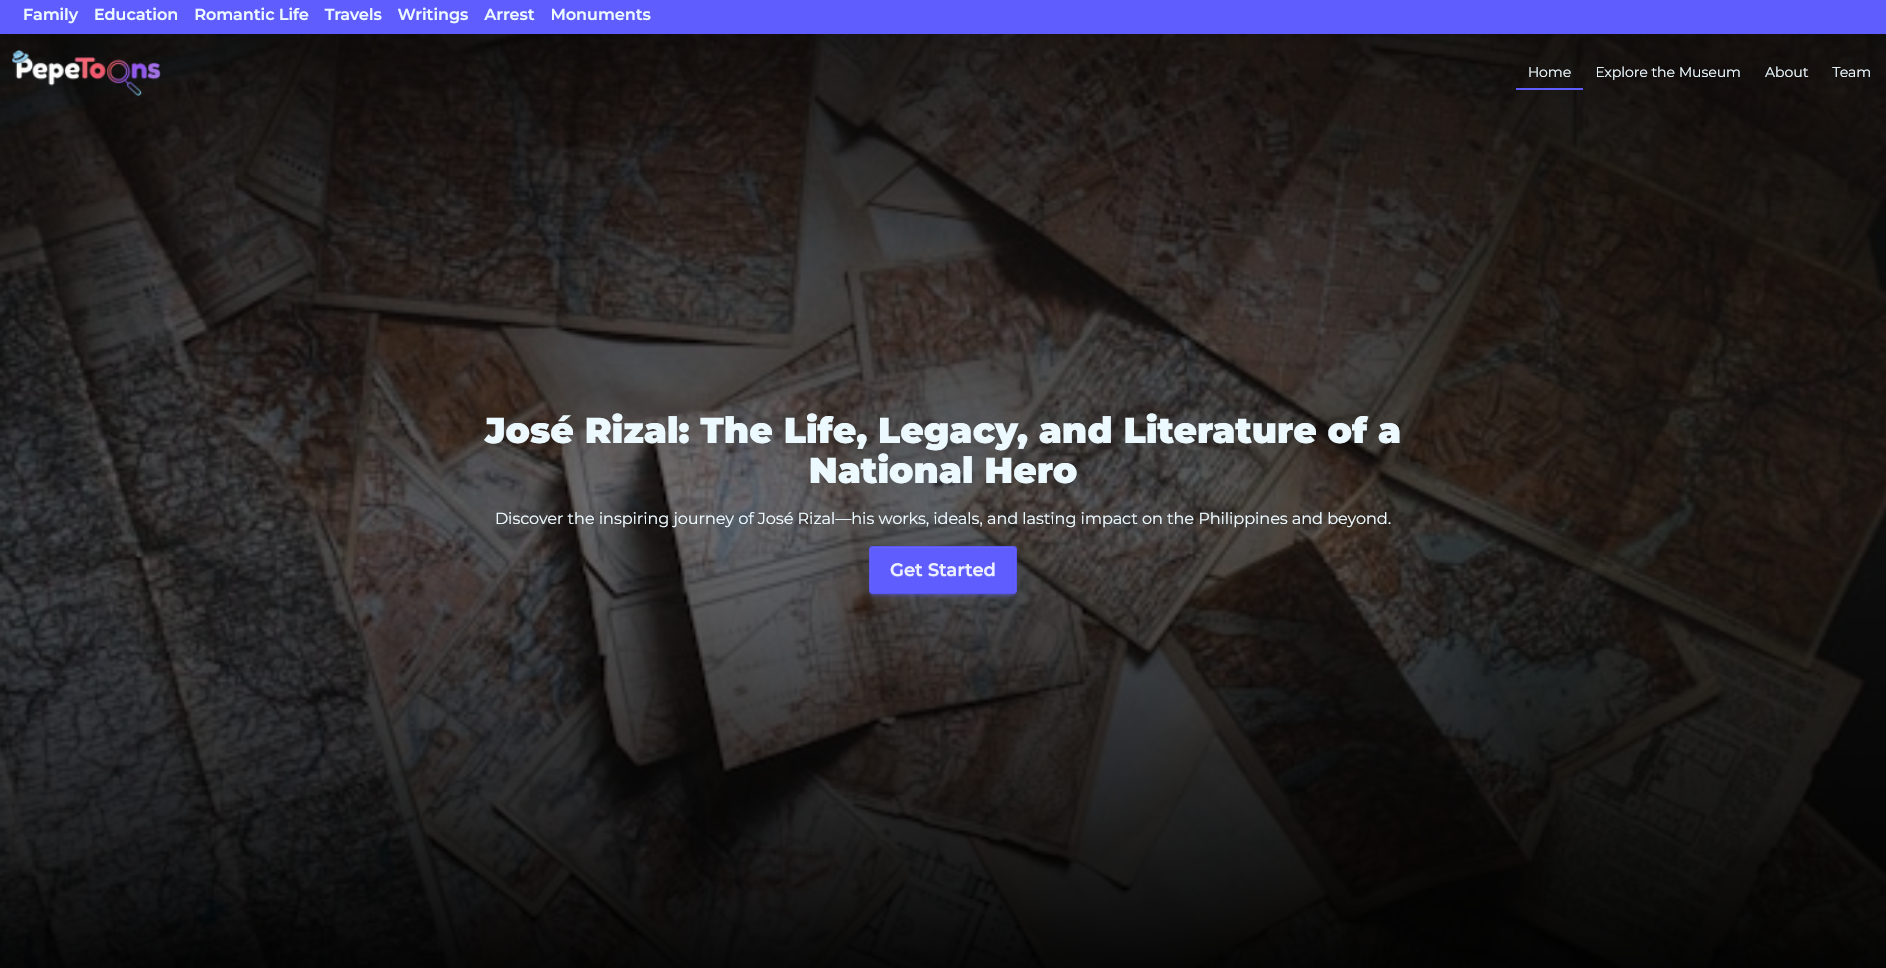 Family Education Romantic Life Travels Writings Arrest Monuments
PepeToons
Home Explore the Museum About Team
José Rizal: The Life, Legacy, and Literature of a
National Hero
Discover the inspiring journey of José Rizal—his works, ideals, and lasting impact on the Philippines and beyond.
Get Started